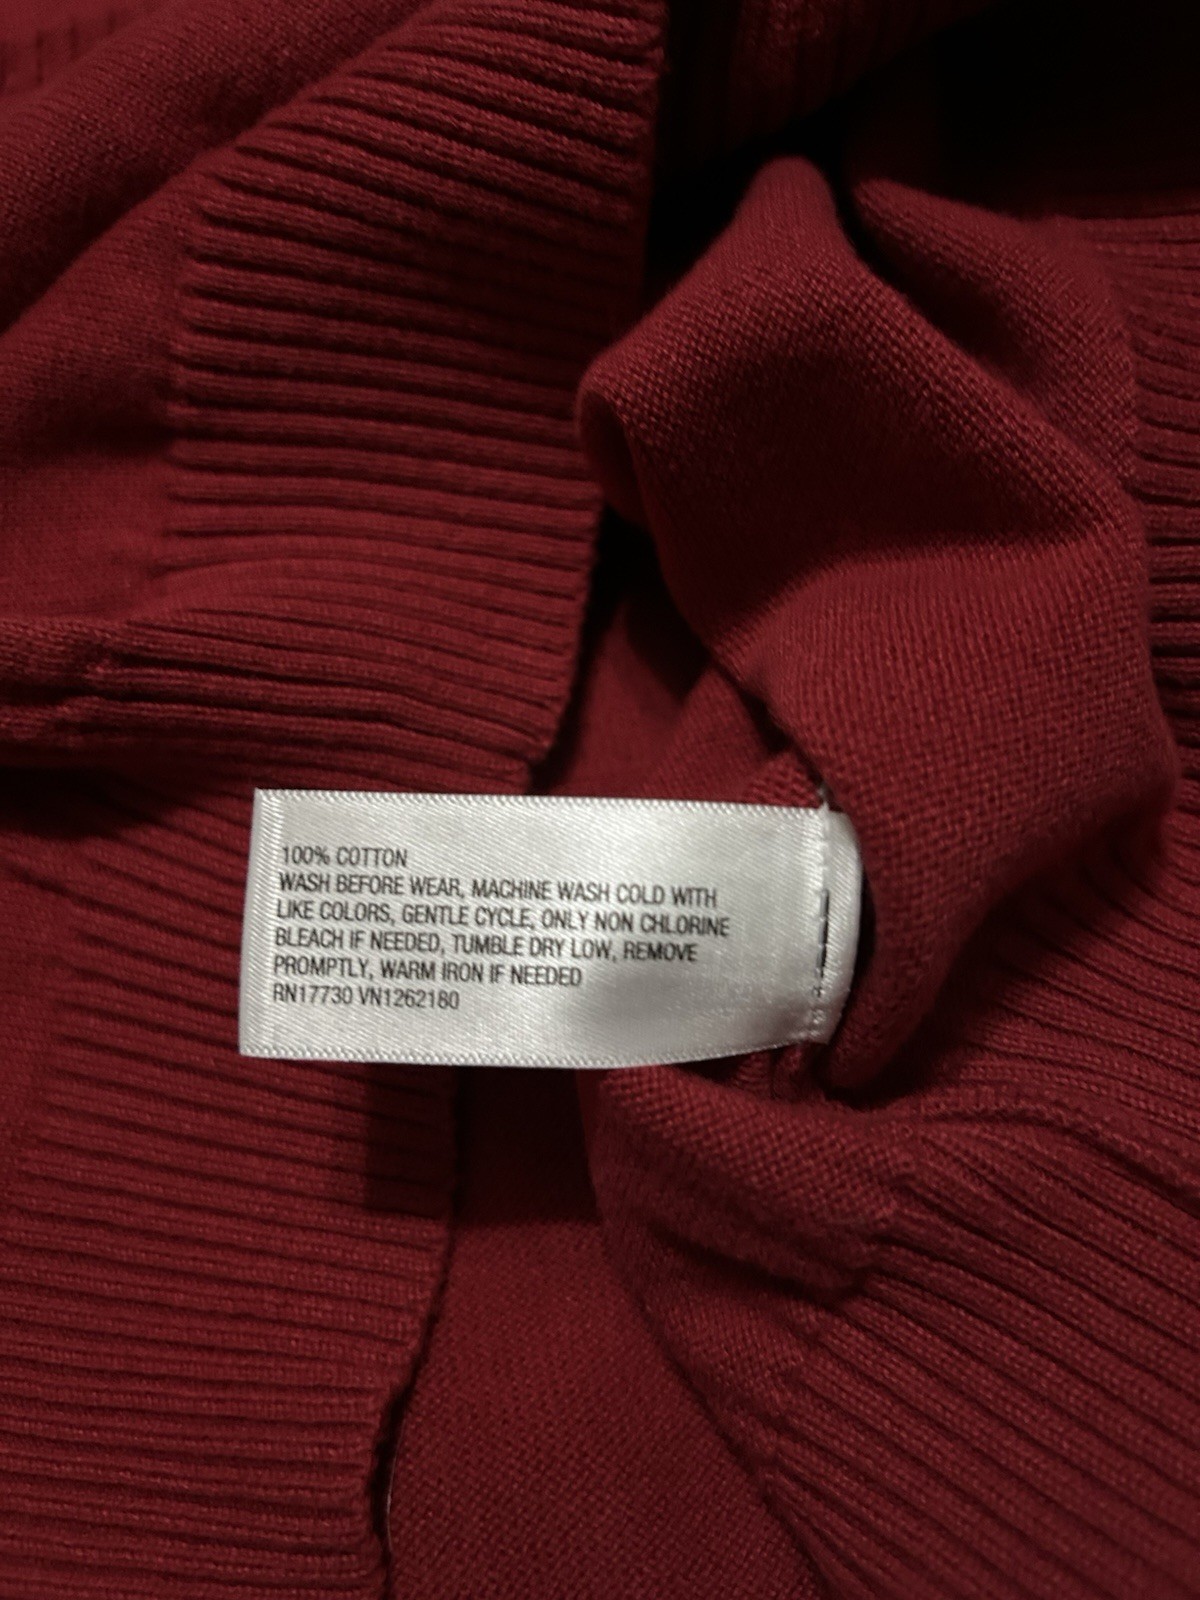 100% COTTON
WASH BEFORE WEAR, MACHINE WASH COLD WITH
LIKE COLORS, GENTLE CYCLE, ONLY NON CHLORINE
BLEACH IF NEEDED, TUMBLE DRY LOW, REMOVE
PROMPTLY, WARM IRON IF NEEDED
RN17730 VN1262180